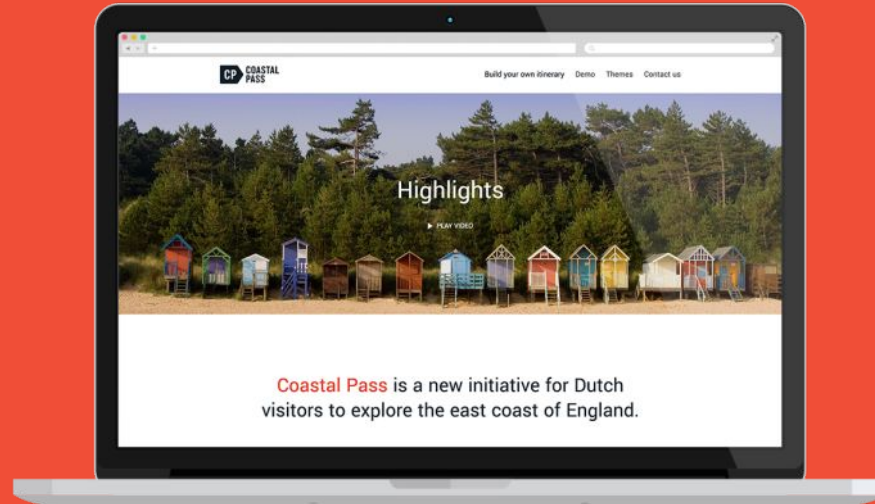 CP COASTAL
PASS
Build your own itinerary Demo Themes Contact us
Highlights
PLAY VIDEO
Coastal Pass is a new initiative for Dutch
visitors to explore the east coast of England.